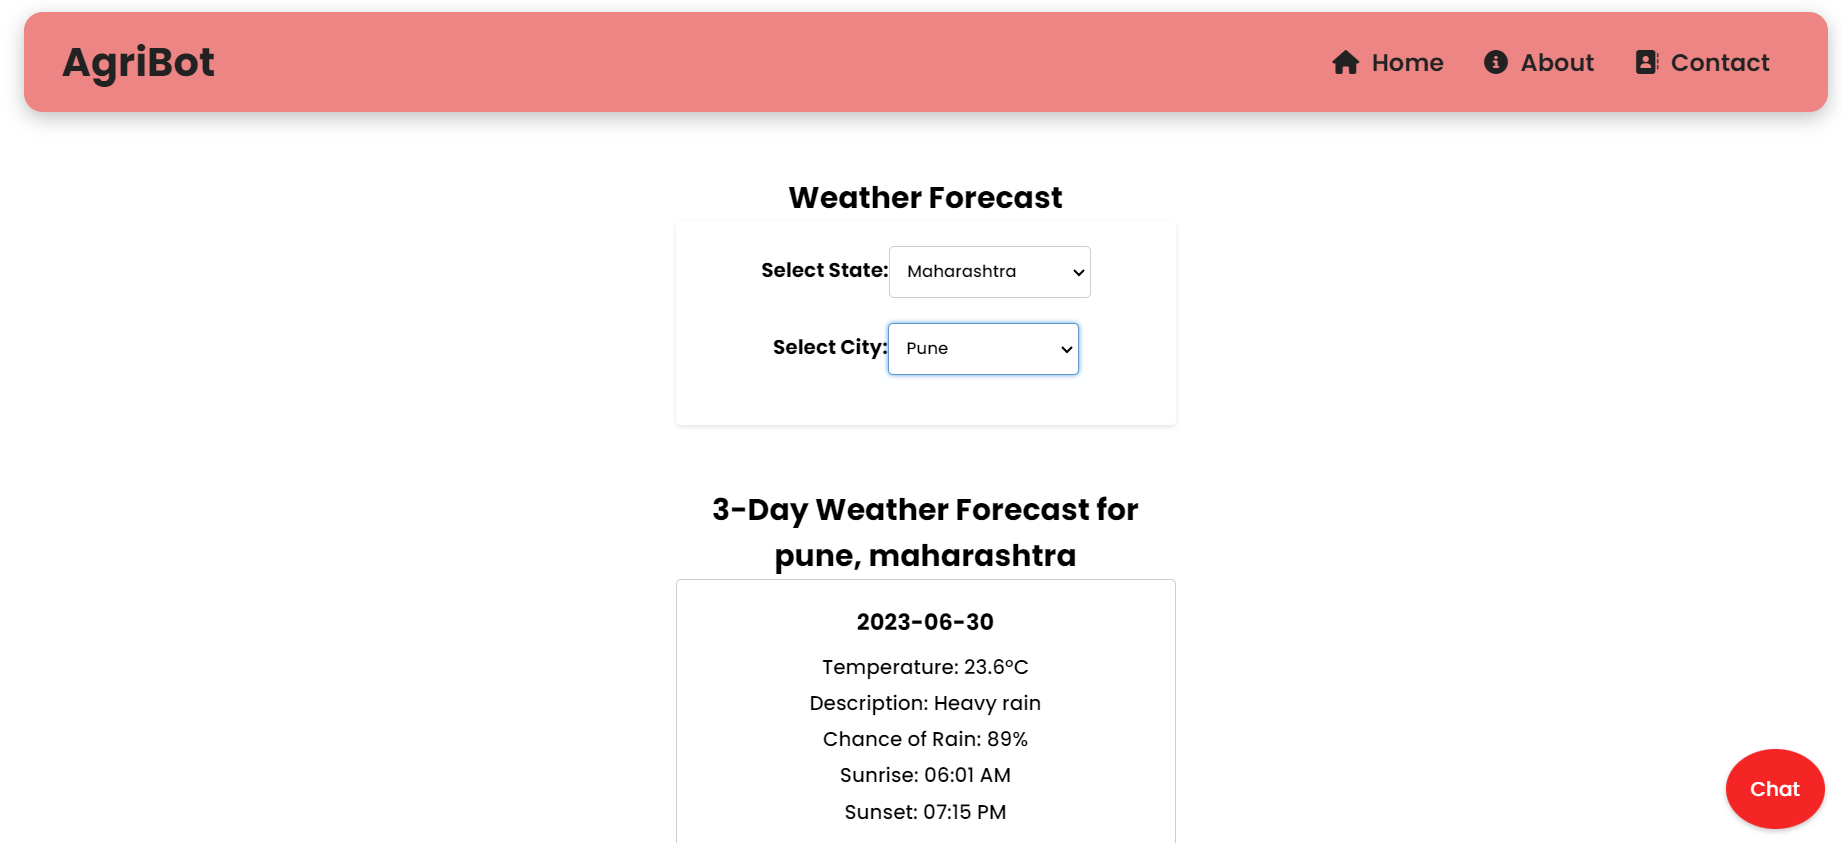 AgriBot
Home
About
Contact
Weather Forecast
Select State: Maharashtra
Select City: Pune
3-Day Weather Forecast for
pune, maharashtra
2023-06-30
Temperature: 23.6°C
Description: Heavy rain
Chance of Rain: 89%
Sunrise: 06:01 AM
Sunset: 07:15 PM
Chat